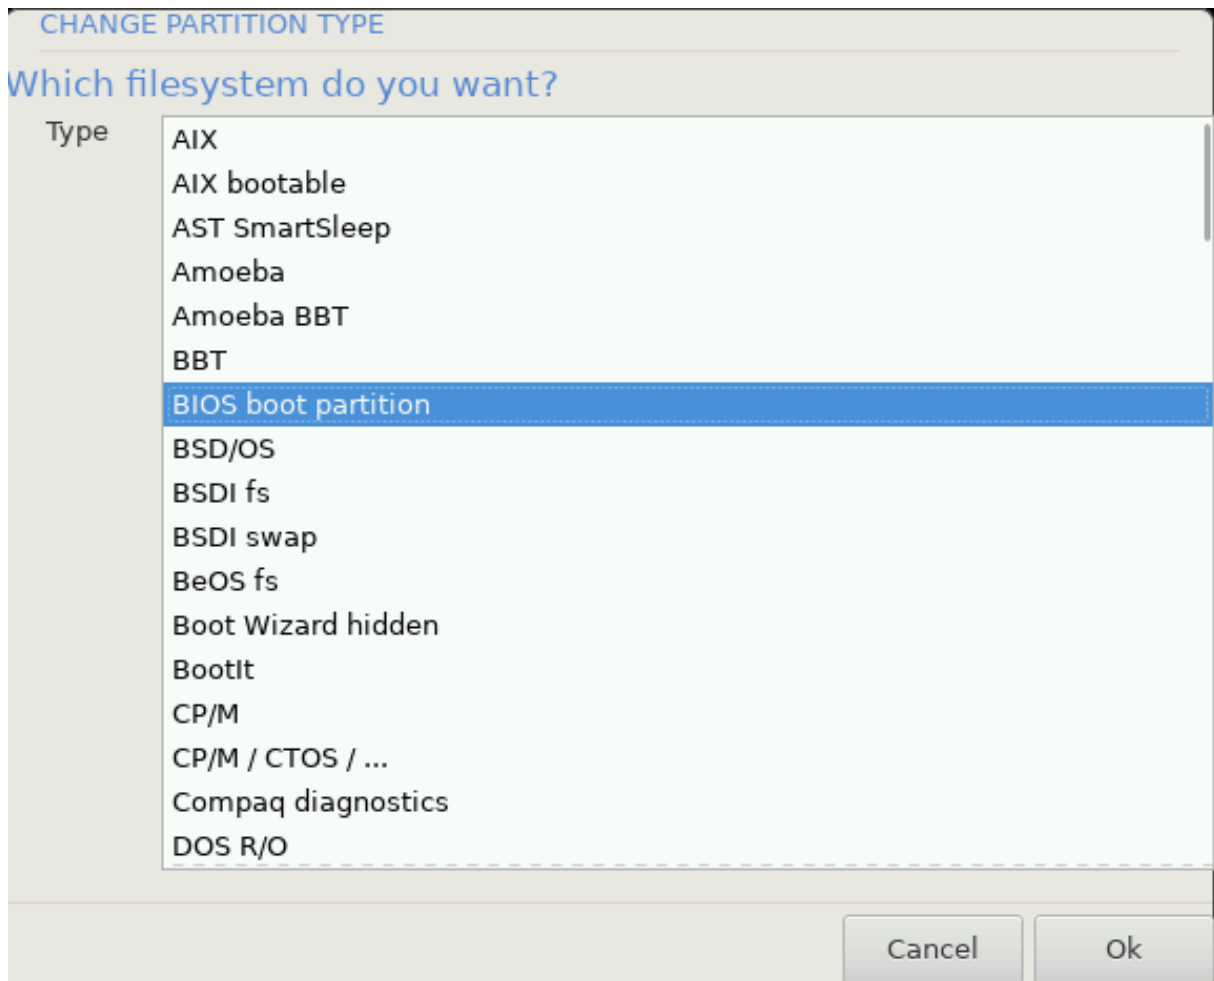 CHANGE PARTITION TYPE
Which filesystem do you want?
Type
AIX
AIX bootable
AST SmartSleep
Amoeba
Amoeba BBT
BBT
BIOS boot partition
BSD/OS
BSDI fs
BSDI swap
BeOS fs
Boot Wizard hidden
BootIt
CP/M
CP/M / CTOS / ...
Compaq diagnostics
DOS R/O
Cancel Ok